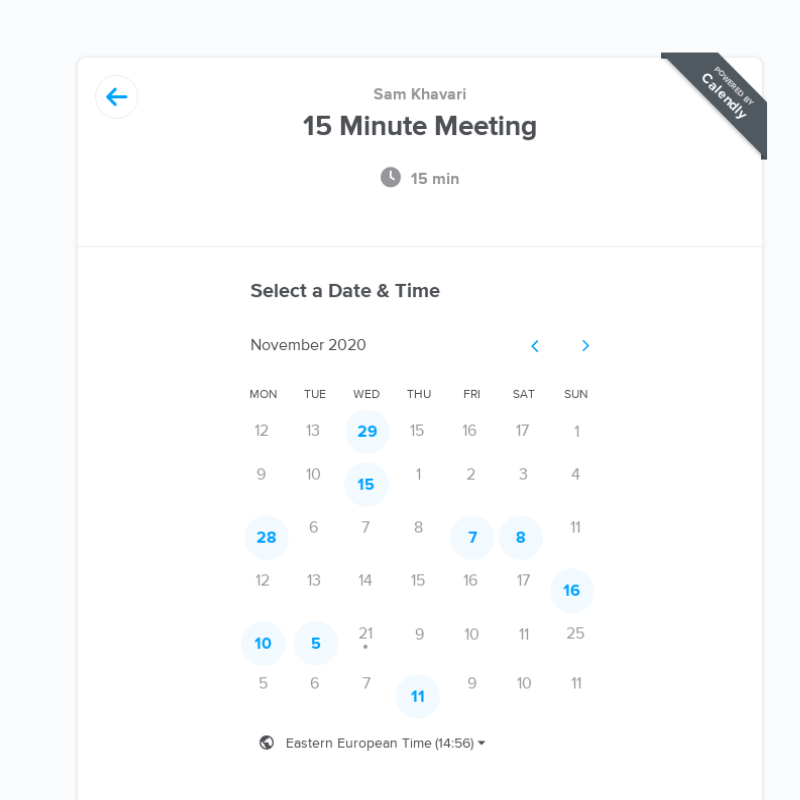 POWERED BY
Calendly
Sam Khavari
15 Minute Meeting
15 min
Select a Date & Time
November 2020
MON TUE WED THU FRI SAT SUN
12 13 29 15 16 17 1
9 10 15 1 2 3 4
28 6 7 8 7 8 11
12 13 14 15 16 17 16
10 5 21 9 10 11 25
5 6 7 11 9 10 11
Eastern European Time (14:56)